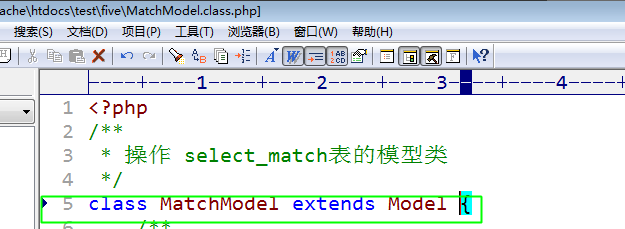 ache\htdocs\test\five\MatchModel.class.php]
搜索(S) 文档(D) 项目(P) 工具(T) 浏览器(B) 窗口(W) 帮助(H)
----+----1----+----2----+----3----+----4----
1 <?php
2 /**
3  * 操作 select_match表的模型类
4  */
5 class MatchModel extends Model {
6     /**